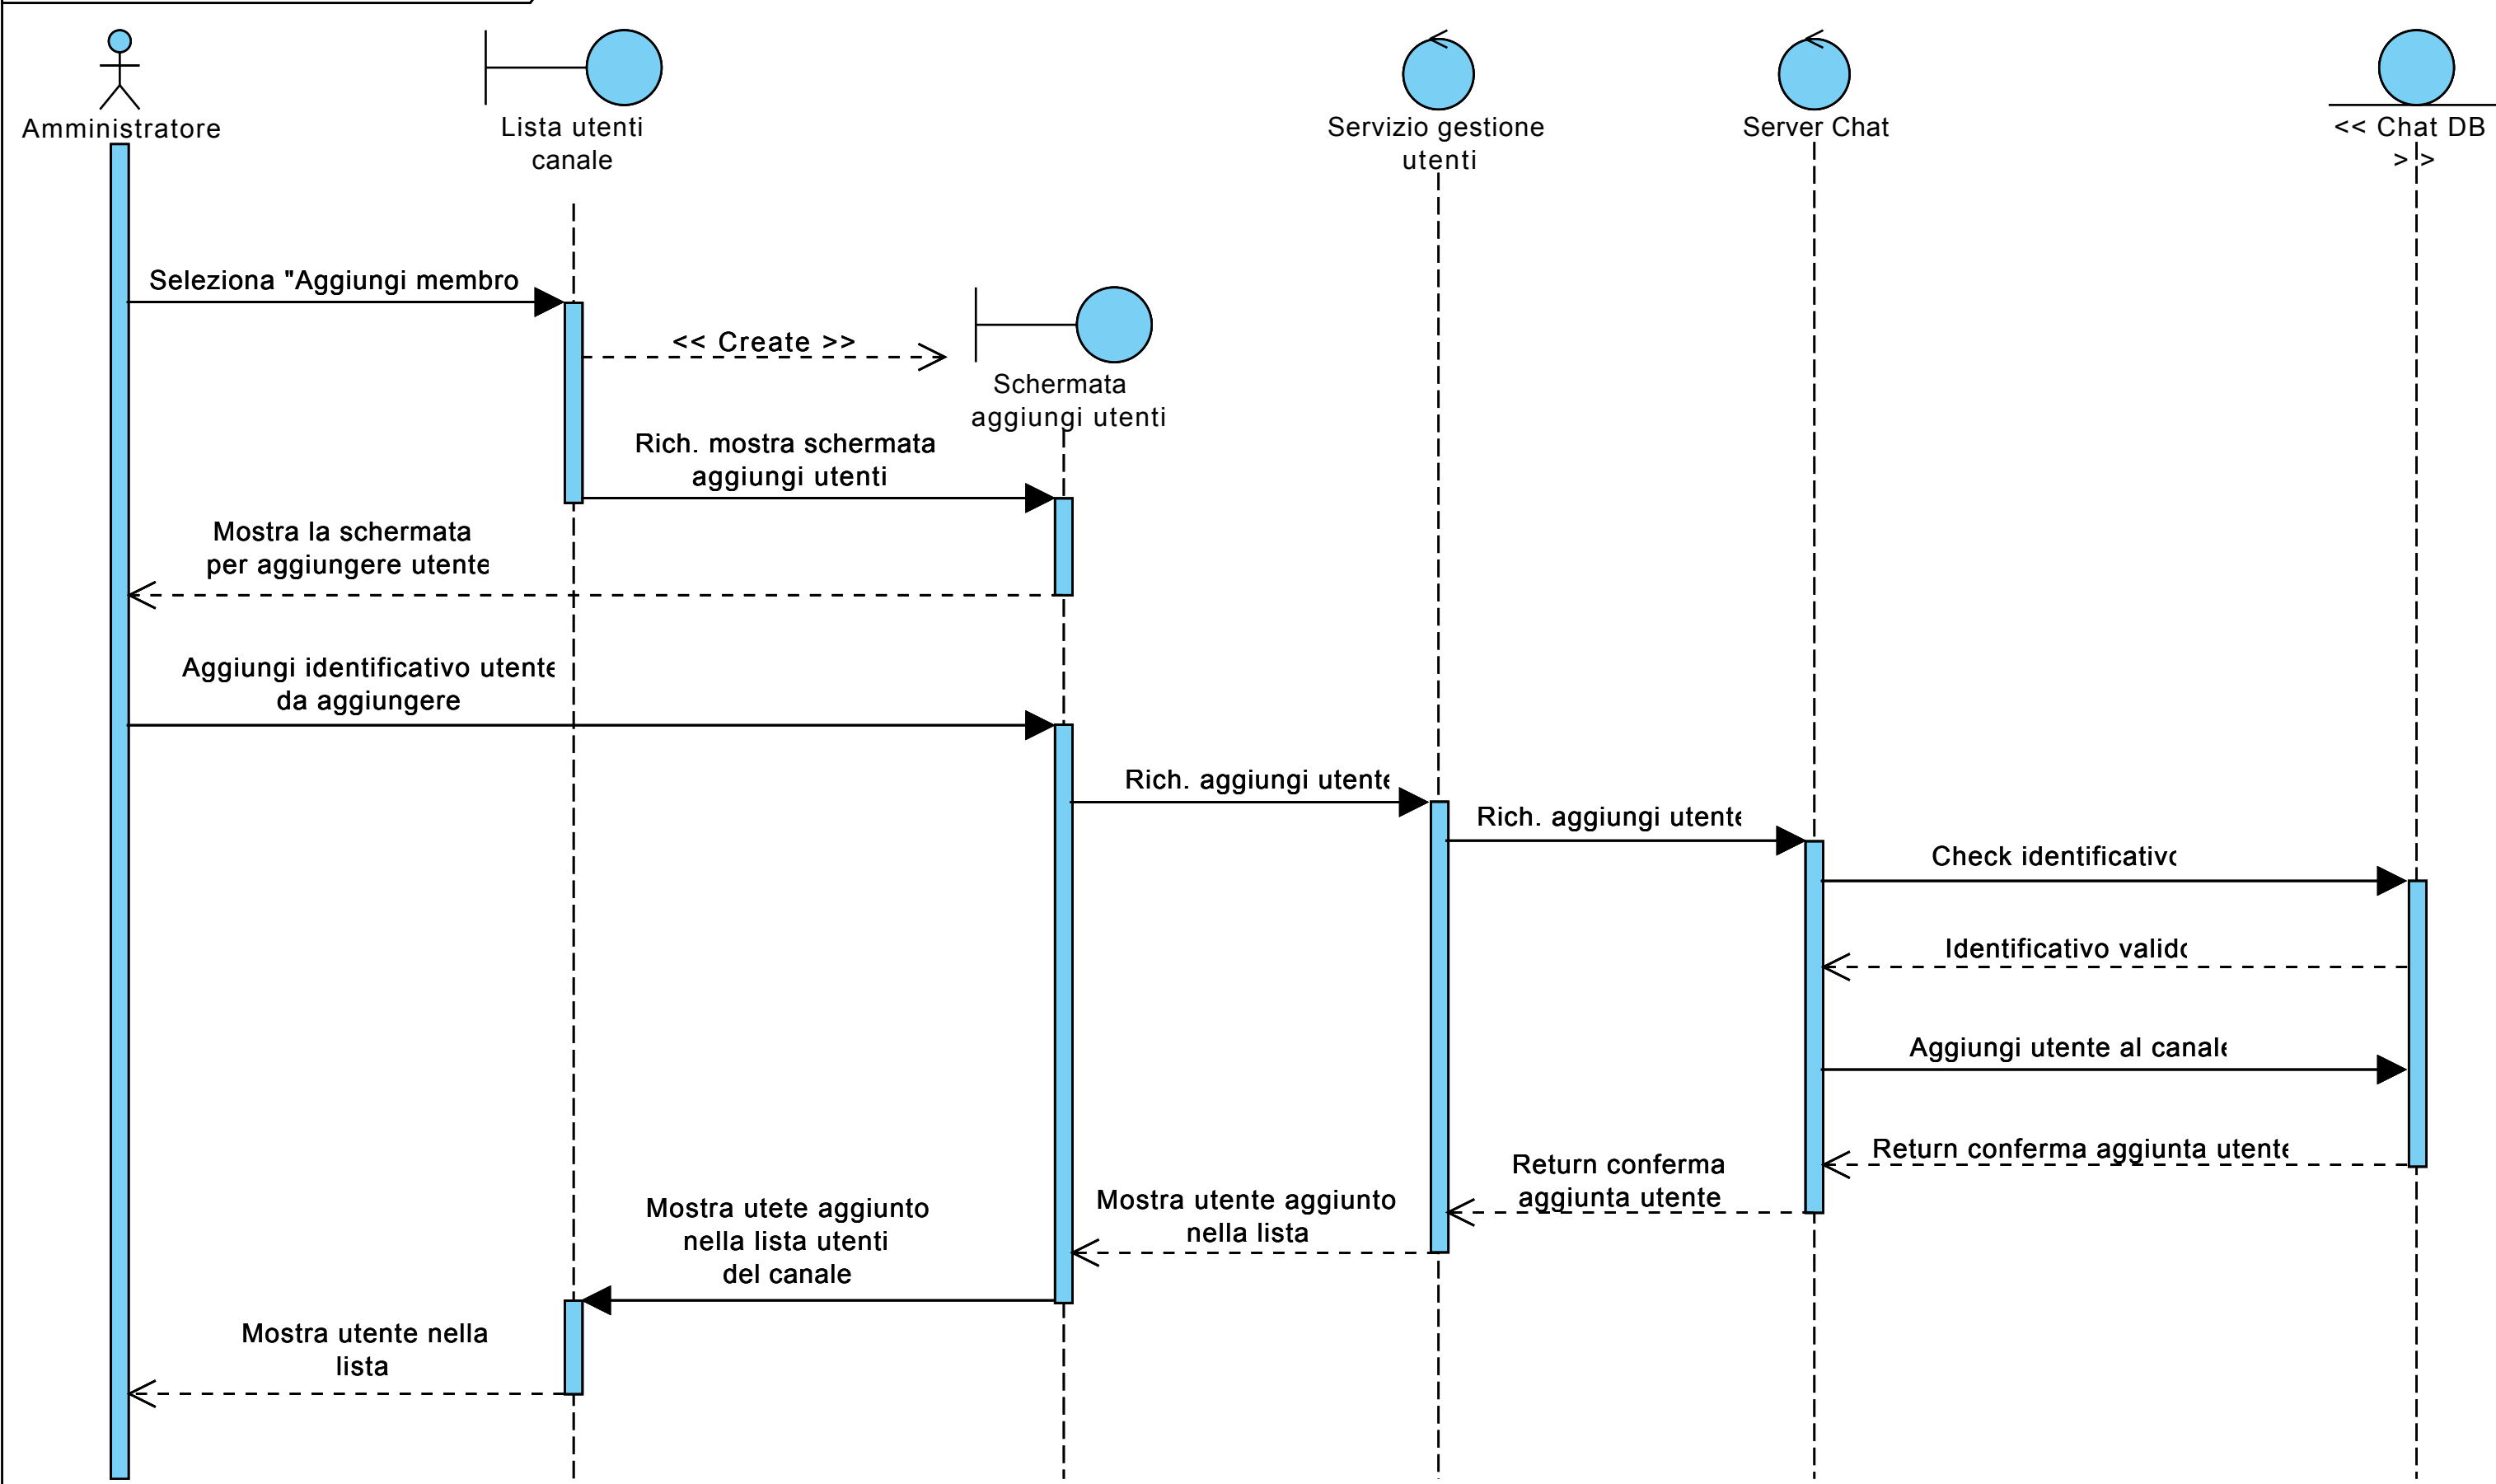 Amministratore
Lista utenti
canale
Servizio gestione
utenti
Server Chat
<< Chat DB
> >
Seleziona "Aggiungi membro
<< Create >>
Schermata
aggiungi utenti
Rich. mostra schermata
aggiungi utenti
Mostra la schermata
per aggiungere utente
Aggiungi identificativo utente
da aggiungere
Rich. aggiungi utente
Rich. aggiungi utente
Check identificativo
Identificativo valido
Aggiungi utente al canale
Return conferma aggiunta utente
Return conferma
aggiunta utente
Mostra utente aggiunto
nella lista
Mostra utete aggiunto
nella lista utenti
del canale
Mostra utente nella
lista